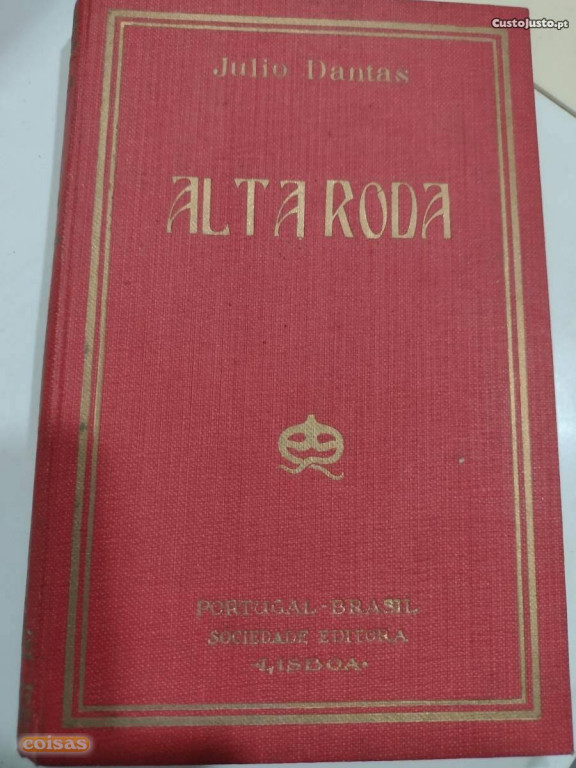 Custojusto.pt
Julio Dantas
ALTA RODA
PORTUGAL-BRASIL
SOCIEDADE EDITORA
LISBOA
coisas